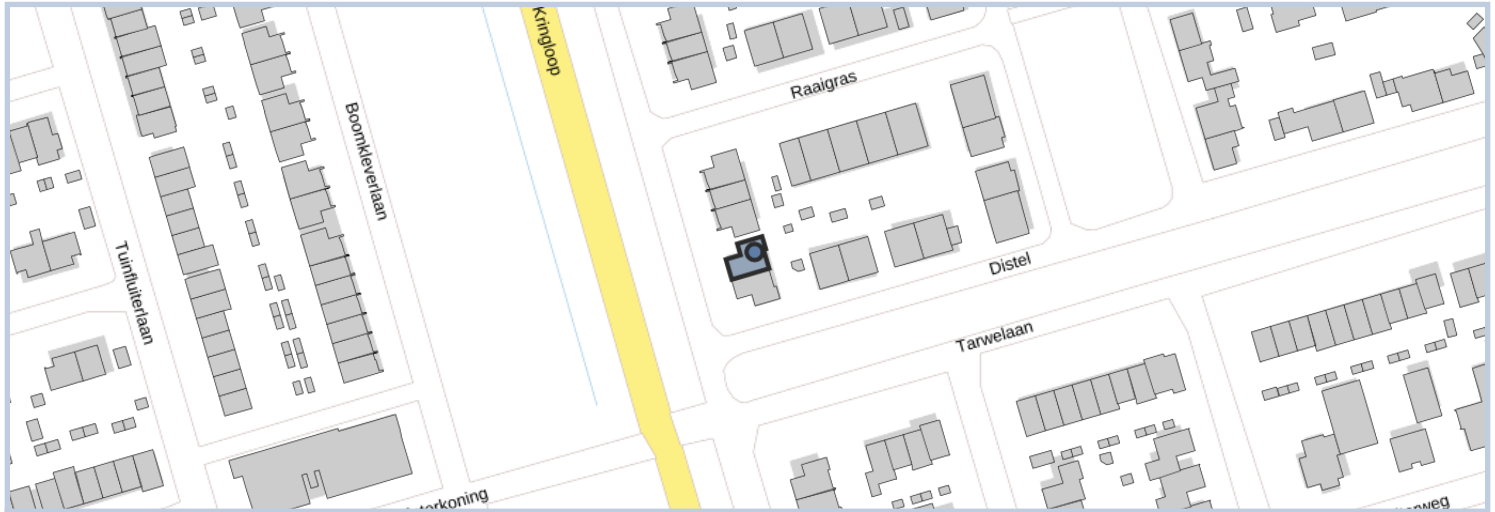 Kringloop
Raaigras
Boomkleverlaan
Tuinfluiterlaan
Distel
Tarwelaan